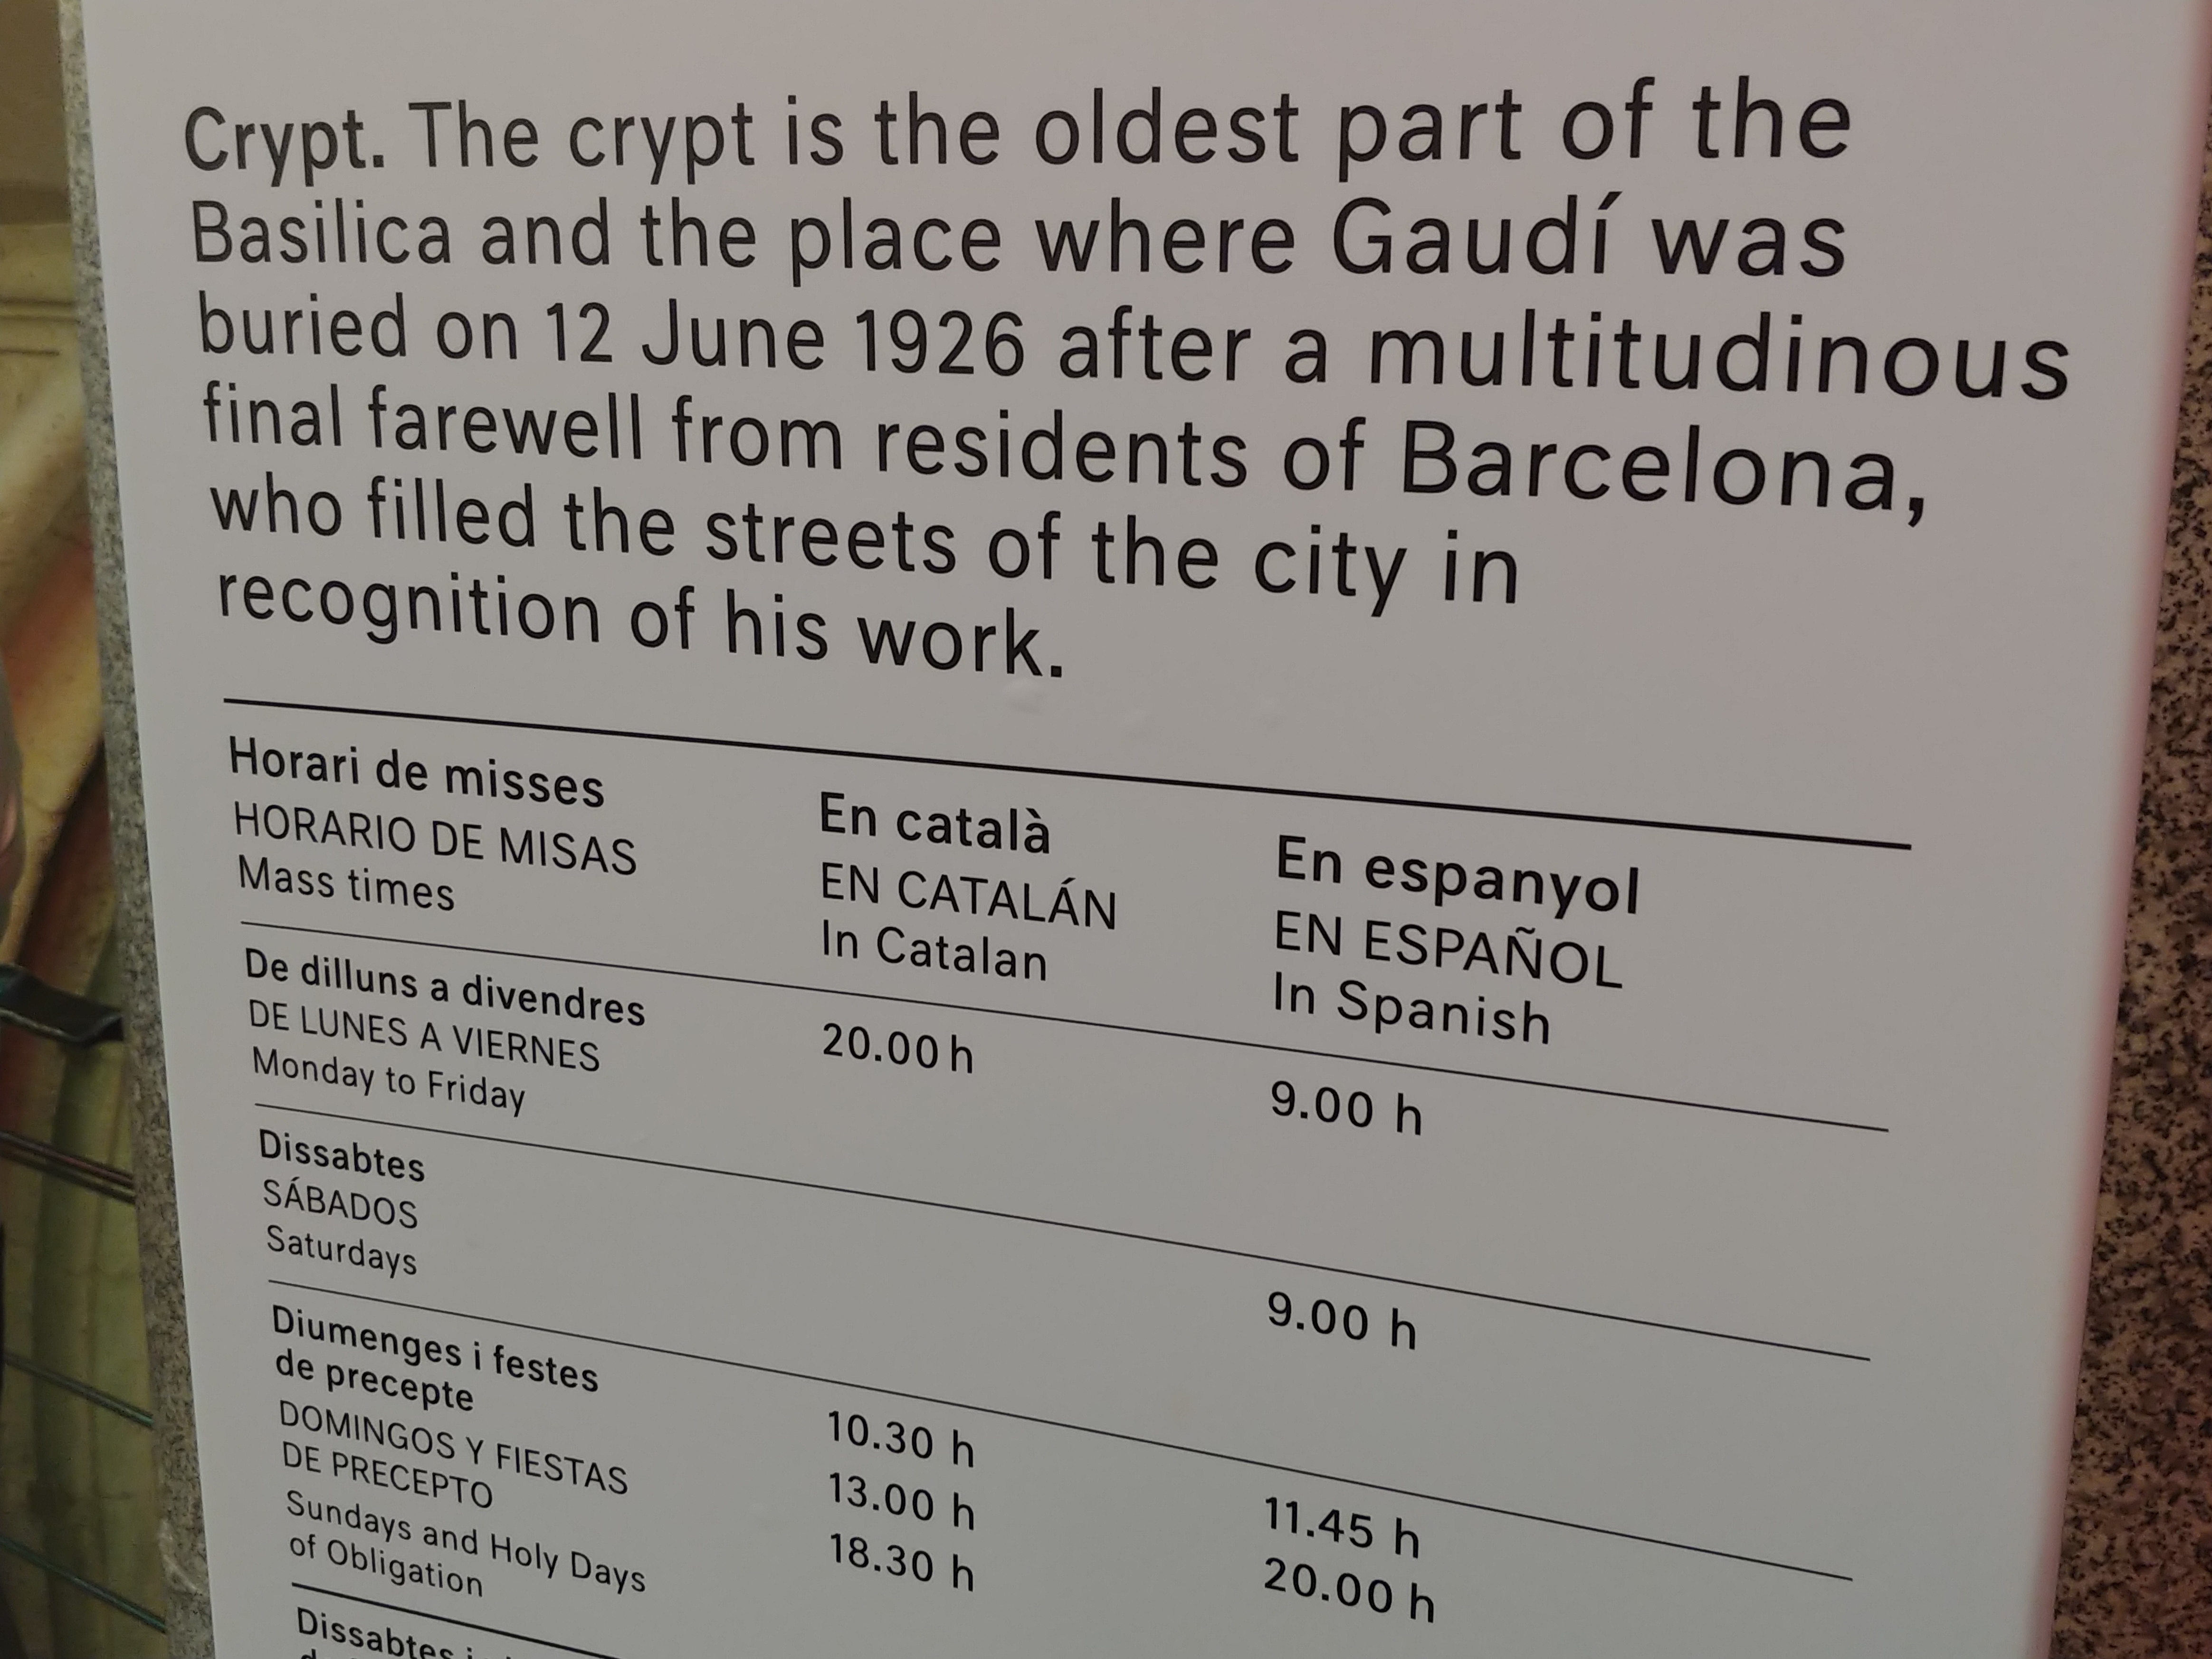 Crypt. The crypt is the oldest part of the
Basilica and the place where Gaudí was
buried on 12 June 1926 after a multitudinous
final farewell from residents of Barcelona,
who filled the streets of the city in
recognition of his work.
Horari de misses
HORARIO DE MISAS
Mass times
En català
EN CATALÁN
In Catalan
En espanyol
EN ESPAÑOL
In Spanish
De dilluns a divendres
DE LUNES A VIERNES
Monday to Friday
20.00 h
9.00 h
Dissabtes
SÁBADOS
Saturdays
9.00 h
Diumenges i festes
de precepte
DOMINGOS Y FIESTAS
DE PRECEPTO
Sundays and Holy Days
of Obligation
10.30 h
13.00 h
18.30 h
11.45 h
20.00 h
Dissabtes i